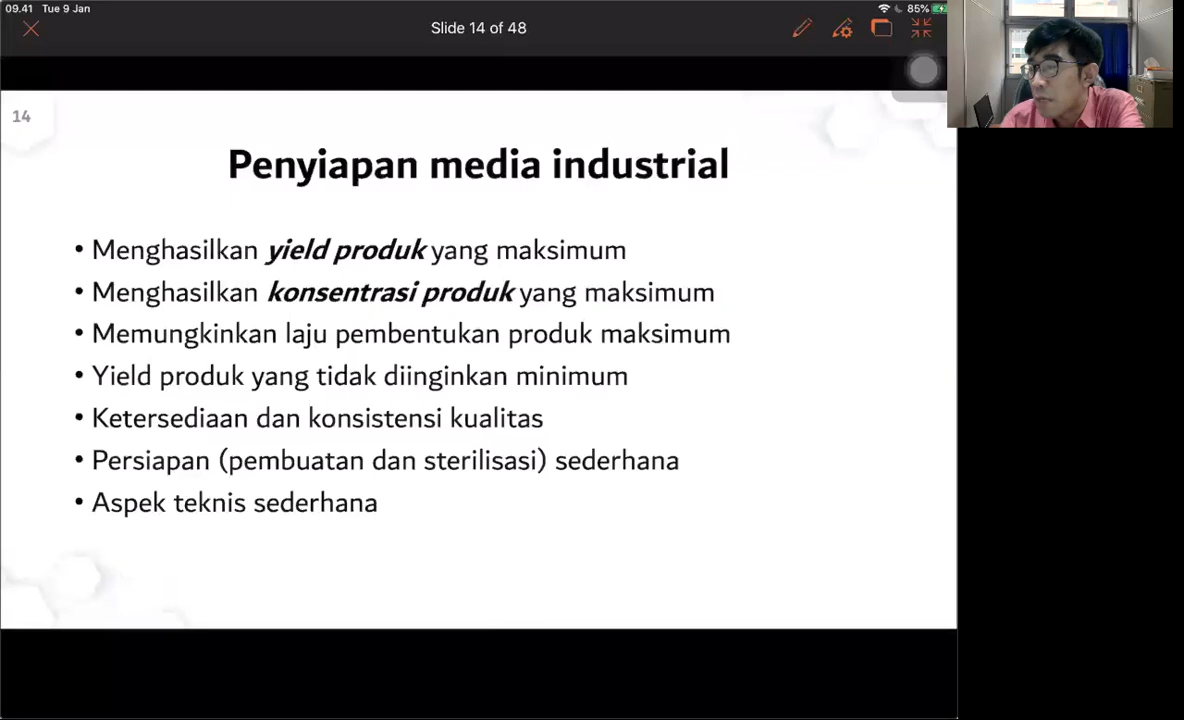 09.41 Tue 9 Jan
85%
Slide 14 of 48
14
Penyiapan media industrial
• Menghasilkan yield produk yang maksimum
• Menghasilkan konsentrasi produk yang maksimum
• Memungkinkan laju pembentukan produk maksimum
• Yield produk yang tidak diinginkan minimum
• Ketersediaan dan konsistensi kualitas
• Persiapan (pembuatan dan sterilisasi) sederhana
• Aspek teknis sederhana